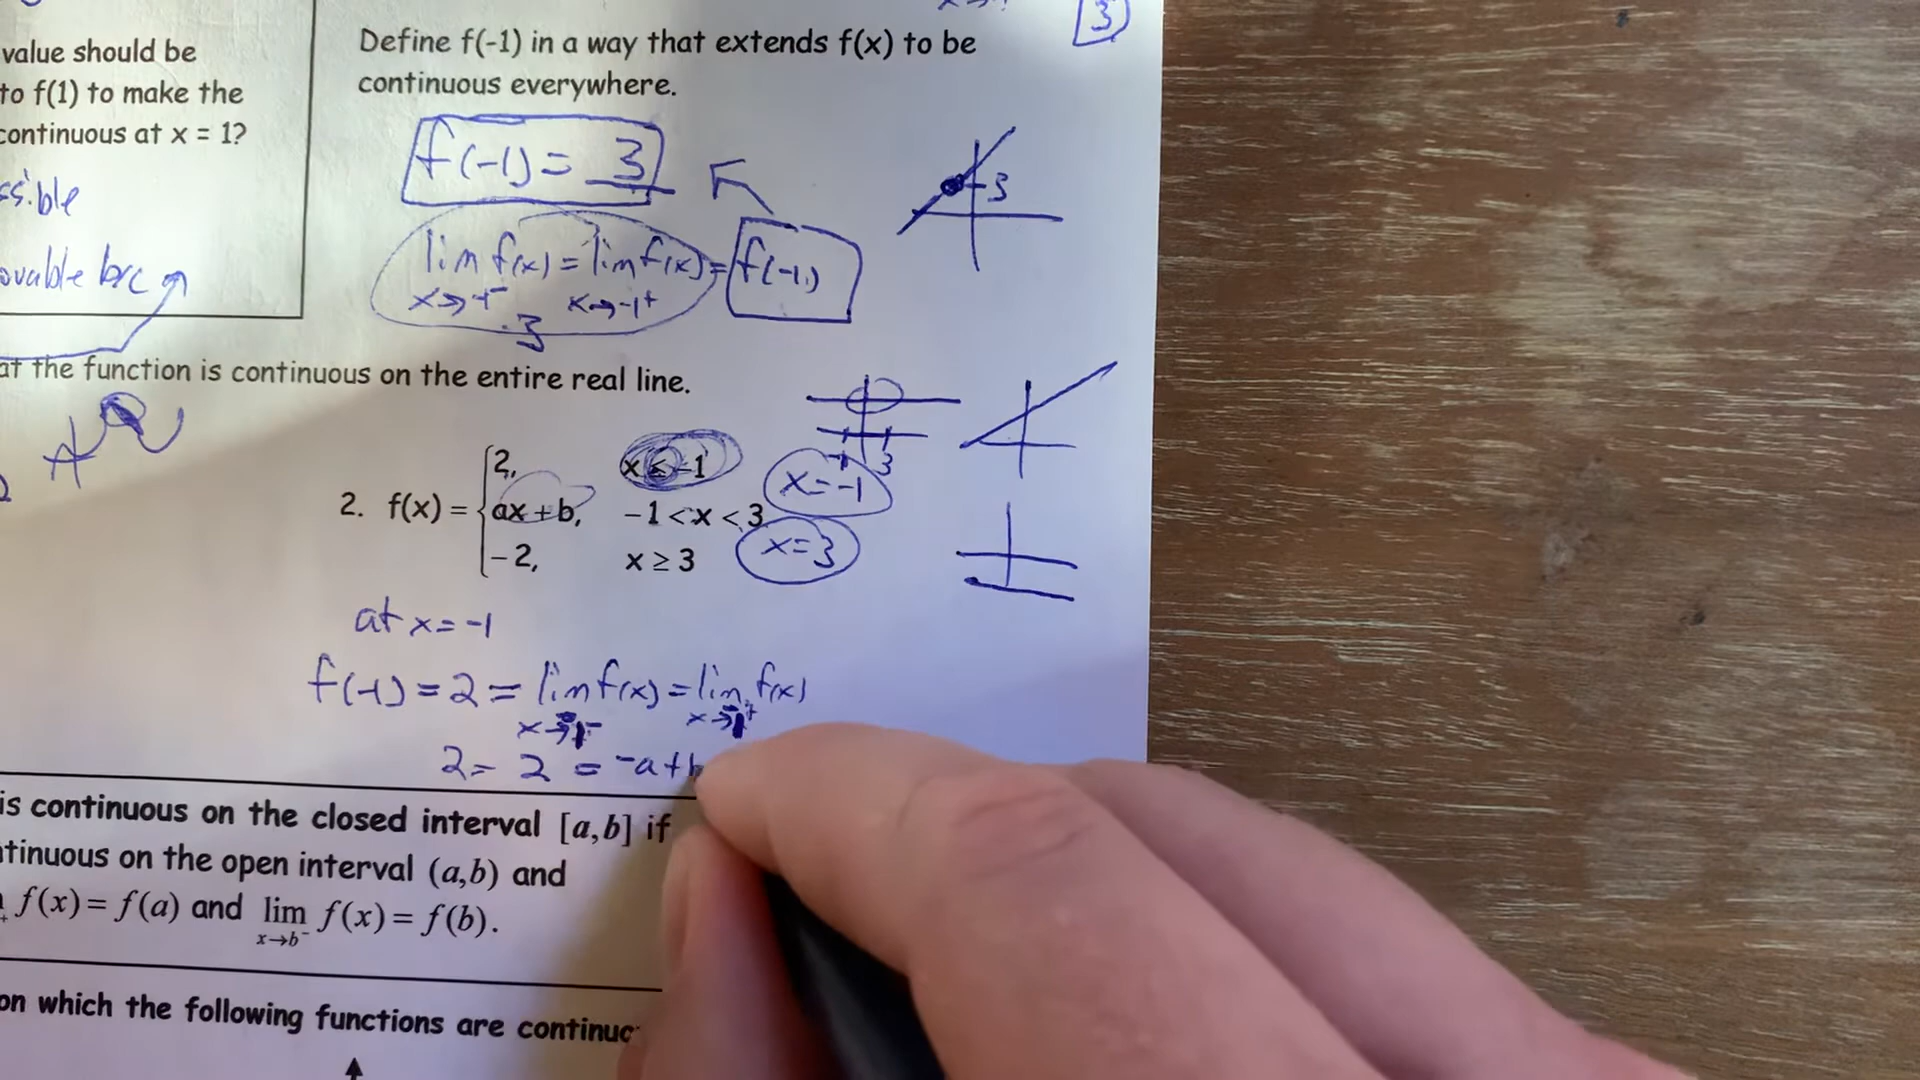 3
value should be
to f(1) to make the
continuous at x = 1?
Define f(-1) in a way that extends f(x) to be
continuous everywhere.
f(-1) = 3
3
lim f(x) = lim f(x) = f(-1)
x→-1⁻ x→-1⁺
3
at the function is continuous on the entire real line.
-1 3
2. f(x) = { 2, x ≤ -1
ax + b, -1 < x < 3
-2, x ≥ 3
x = -1
x = 3
at x = -1
f(-1) = 2 = lim f(x) = lim f(x)
x→-1⁻ x→-1⁺
2 = 2 = -a + b
is continuous on the closed interval [a,b] if
open interval (a,b) and
on the
f(x) = f(a) and lim f(x) = f(b).
x→b⁻
on which the following functions are